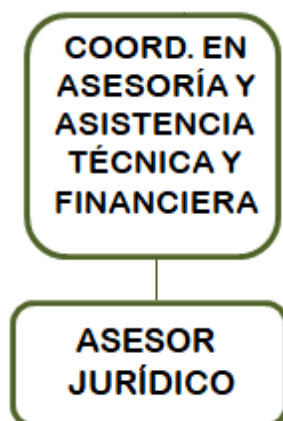 COORD. EN
ASESORÍA Y
ASISTENCIA
TÉCNICA Y
FINANCIERA
ASESOR
JURÍDICO